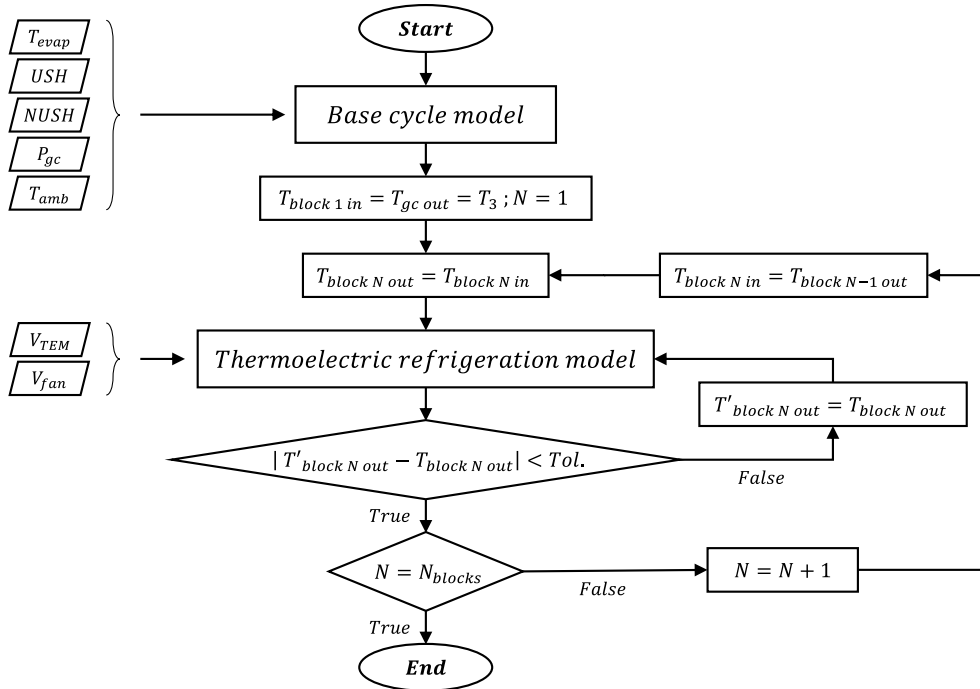 Start
T_evap
USH
NUSH
P_gc
T_amb
Base cycle model
T_block 1 in = T_gc out = T_3 ; N = 1
T_block N out = T_block N in
T_block N in = T_block N−1 out
V_TEM
V_fan
Thermoelectric refrigeration model
T'_block N out = T_block N out
| T'_block N out − T_block N out| < Tol.
False
True
N = N_blocks
False
N = N + 1
True
End